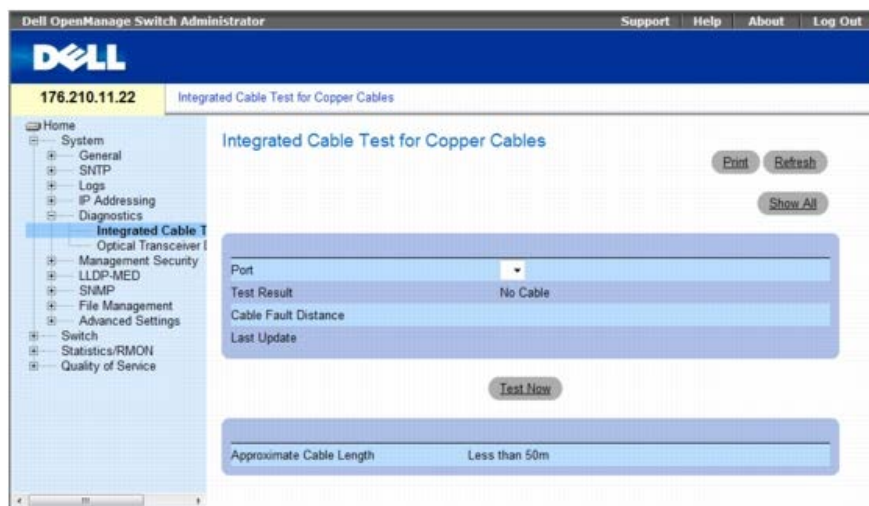 Dell OpenManage Switch Administrator Support Help About Log Out
DELL
176.210.11.22 Integrated Cable Test for Copper Cables
Home
System
General
SNTP
Logs
IP Addressing
Diagnostics
Integrated Cable T
Optical Transceiver
Management Security
LLDP-MED
SNMP
File Management
Advanced Settings
Switch
Statistics/RMON
Quality of Service
Integrated Cable Test for Copper Cables
Print Refresh
Show All
Port
Test Result No Cable
Cable Fault Distance
Last Update
Test Now
Approximate Cable Length Less than 50m